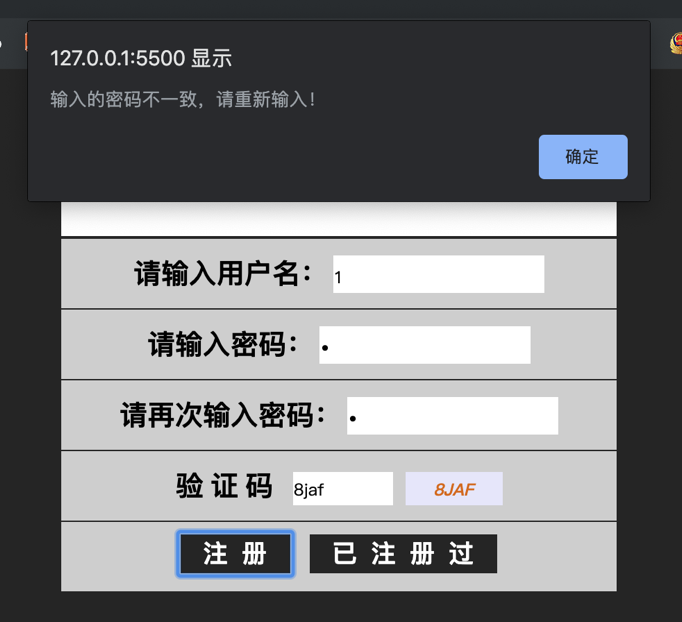 127.0.0.1:5500 显示
输入的密码不一致，请重新输入！
确定
请输入用户名： 1
请输入密码： •
请再次输入密码： •
验 证 码 8jaf 8JAF
注 册 已 注 册 过